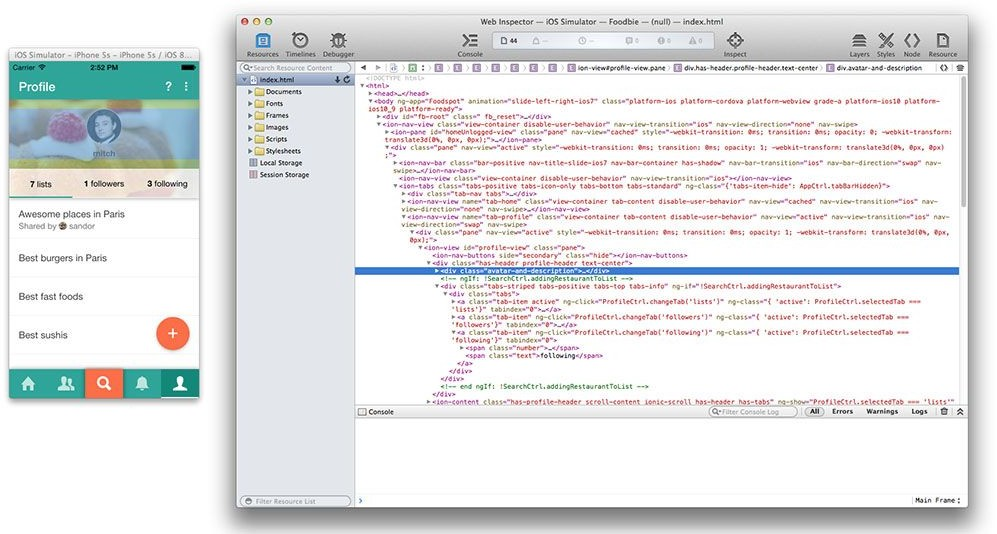 iOS Simulator – iPhone 5s – iPhone 5s / iOS 8...
Carrier 2:52 PM
Profile ?
mitch
7 lists 1 followers 3 following
Awesome places in Paris
Shared by sandor
Best burgers in Paris
Best fast foods
Best sushis
+
Web Inspector — iOS Simulator — Foodbie — (null) — index.html
Resources Timelines Debugger Console 44 — — 0 0 0 Inspect Layers Styles Node Resource
Search Resource Content
E E E E E E E E E ion-view#profile-view.pane E div.has-header.profile-header.text-center E div.avatar-and-description
index.html
Documents
Fonts
Frames
Images
Scripts
Stylesheets
Local Storage
Session Storage
Filter Resource List
<!DOCTYPE html>
<html>
<head>…</head>
<body ng-app="Foodspot" animation="slide-left-right-ios7" class="platform-ios platform-cordova platform-webview grade-a platform-ios10 platform-
ios10_9 platform-ready">
<div id="fb-root" class=" fb_reset">…</div>
<ion-nav-view class="view-container disable-user-behavior" nav-view-transition="ios" nav-view-direction="none" nav-swipe>
<ion-pane id="homeUnlogged-view" class="pane" nav-view="cached" style="-webkit-transition: 0ms; transition: 0ms; opacity: 0; -webkit-transform:
translate3d(0%, 0px, 0px);">…</ion-pane>
<div class="pane" nav-view="active" style="-webkit-transition: 0ms; transition: 0ms; opacity: 1; -webkit-transform: translate3d(0%, 0px, 0px)
;">
<ion-nav-bar class="bar-positive nav-title-slide-ios7 nav-bar-container has-shadow" nav-bar-transition="ios" nav-bar-direction="swap" nav-
swipe>…</ion-nav-bar>
<ion-nav-view class="view-container disable-user-behavior" nav-view-transition="ios"></ion-nav-view>
<ion-tabs class="tabs-positive tabs-icon-only tabs-bottom tabs-standard" ng-class="{'tabs-item-hide': AppCtrl.tabBarHidden}">
<div class="tab-nav tabs">…</div>
<ion-nav-view name="tab-home" class="view-container tab-content disable-user-behavior" nav-view="cached" nav-view-transition="ios" nav-
view-direction="none" nav-swipe>…</ion-nav-view>
<ion-nav-view name="tab-profile" class="view-container tab-content disable-user-behavior" nav-view="active" nav-view-transition="ios" nav-
view-direction="swap" nav-swipe>
<div class="pane" nav-view="active" style="-webkit-transition: 0ms; transition: 0ms; opacity: 1; -webkit-transform: translate3d(0%, 0px,
0px);">
<ion-view id="profile-view" class="pane">
<ion-nav-buttons side="secondary" class="hide"></ion-nav-buttons>
<div class="has-header profile-header text-center">
<div class="avatar-and-description">…</div>
<!-- ngIf: !SearchCtrl.addingRestaurantToList -->
<div class="tabs-striped tabs-positive tabs-top tabs-info" ng-if="!SearchCtrl.addingRestaurantToList">
<div class="tabs">
<a class="tab-item active" ng-click="ProfileCtrl.changeTab('lists')" ng-class="{ 'active': ProfileCtrl.selectedTab ===
'lists'}" tabindex="0">…</a>
<a class="tab-item" ng-click="ProfileCtrl.changeTab('followers')" ng-class="{ 'active': ProfileCtrl.selectedTab ===
'followers'}" tabindex="0">…</a>
<a class="tab-item" ng-click="ProfileCtrl.changeTab('following')" ng-class="{ 'active': ProfileCtrl.selectedTab ===
'following'}" tabindex="0">
<span class="number">…</span>
<span class="text">following</span>
</a>
</div>
</div>
<!-- end ngIf: !SearchCtrl.addingRestaurantToList -->
</div>
<ion-content class="has-profile-header scroll-content ionic-scroll has-header has-tabs" ng-show="ProfileCtrl.selectedTab === 'lists'"
Console Filter Console Log All Errors Warnings Logs
Main Frame